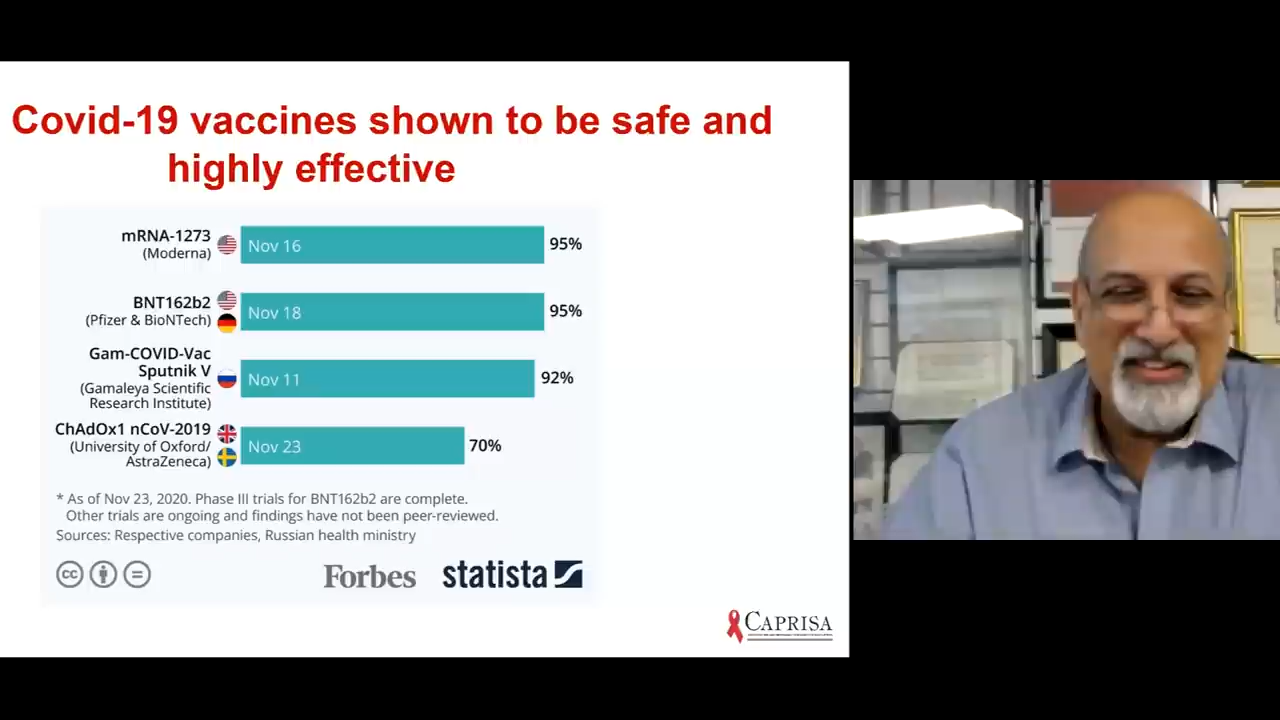 Covid-19 vaccines shown to be safe and
highly effective
mRNA-1273
(Moderna)
Nov 16
95%
BNT162b2
(Pfizer & BioNTech)
Nov 18
95%
Gam-COVID-Vac
Sputnik V
(Gamaleya Scientific
Research Institute)
Nov 11
92%
ChAdOx1 nCoV-2019
(University of Oxford/
AstraZeneca)
Nov 23
70%
* As of Nov 23, 2020. Phase III trials for BNT162b2 are complete.
Other trials are ongoing and findings have not been peer-reviewed.
Sources: Respective companies, Russian health ministry
cc
Forbes
statista
CAPRISA